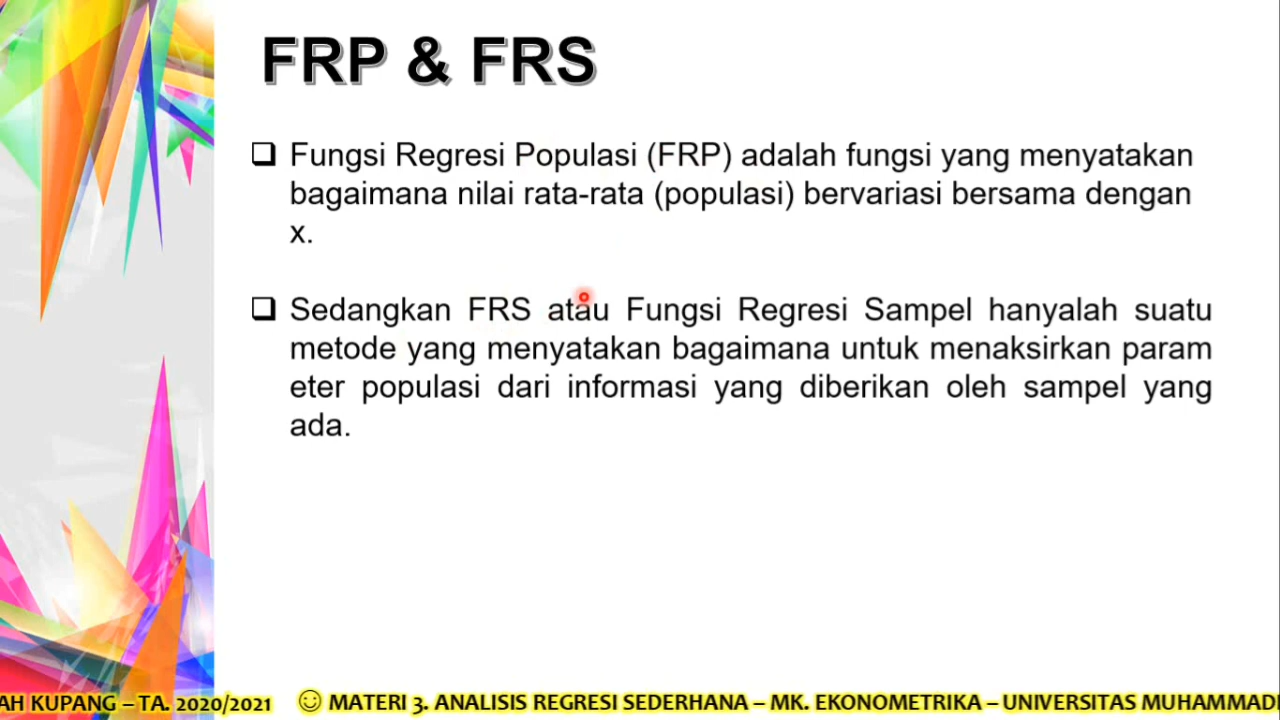 FRP & FRS
❑ Fungsi Regresi Populasi (FRP) adalah fungsi yang menyatakan
bagaimana nilai rata-rata (populasi) bervariasi bersama dengan
x.
❑ Sedangkan FRS atau Fungsi Regresi Sampel hanyalah suatu
metode yang menyatakan bagaimana untuk menaksirkan param
eter populasi dari informasi yang diberikan oleh sampel yang
ada.
AH KUPANG – TA. 2020/2021 ☺ MATERI 3. ANALISIS REGRESI SEDERHANA – MK. EKONOMETRIKA – UNIVERSITAS MUHAMMADI